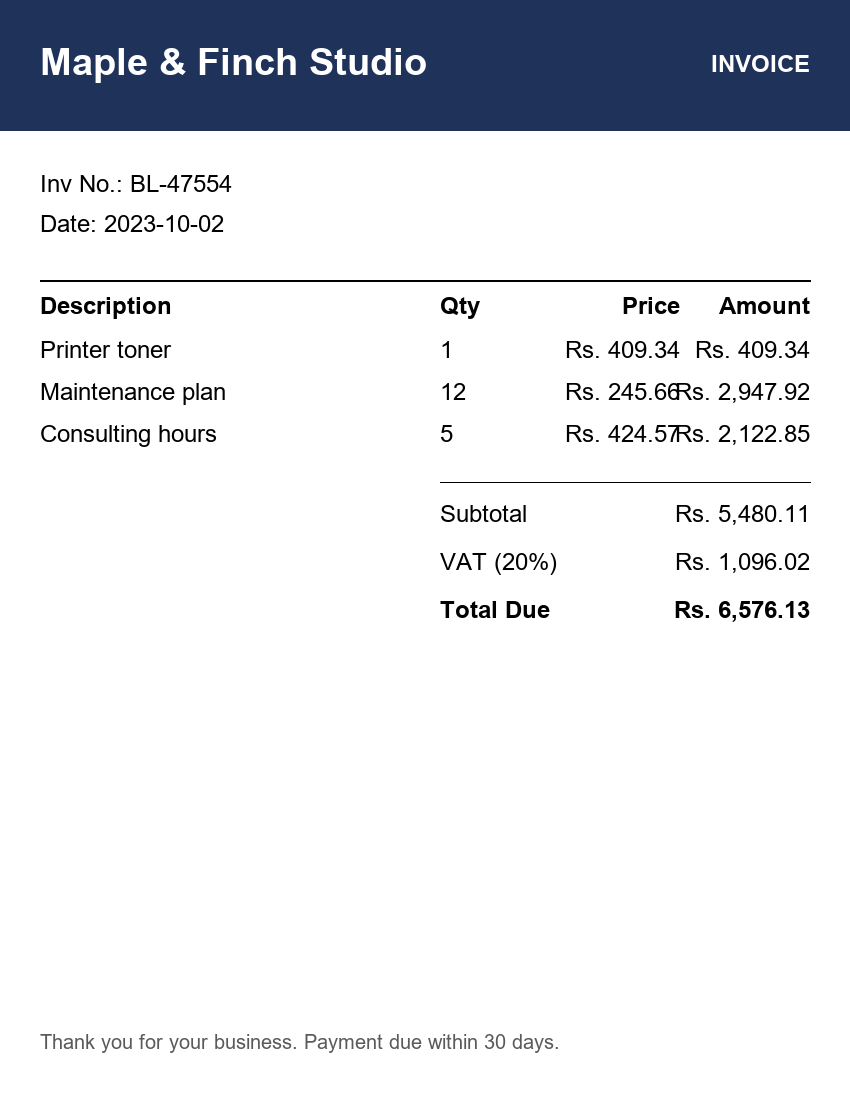 Maple & Finch Studio INVOICE
Inv No.: BL-47554
Date: 2023-10-02
Description Qty Price Amount
Printer toner 1 Rs. 409.34 Rs. 409.34
Maintenance plan 12 Rs. 245.66 Rs. 2,947.92
Consulting hours 5 Rs. 424.57 Rs. 2,122.85
Subtotal Rs. 5,480.11
VAT (20%) Rs. 1,096.02
Total Due Rs. 6,576.13
Thank you for your business. Payment due within 30 days.